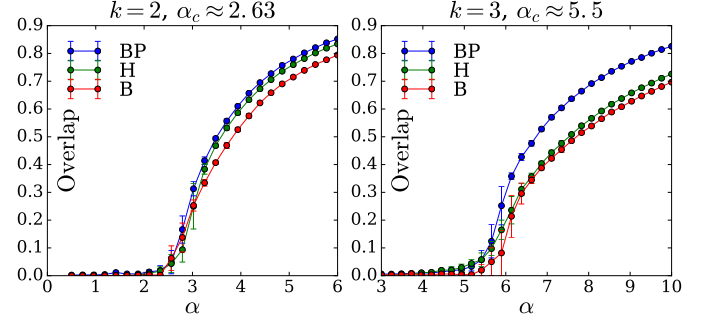 k = 2, α_c ≈ 2.63
0.9
0.8
0.7
0.6
0.5
0.4
0.3
0.2
0.1
0.0
Overlap
BP
H
B
0 1 2 3 4 5 6
α
k = 3, α_c ≈ 5.5
0.9
0.8
0.7
0.6
0.5
0.4
0.3
0.2
0.1
0.0
Overlap
BP
H
B
3 4 5 6 7 8 9 10
α